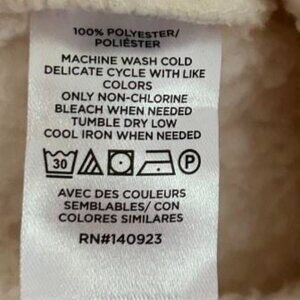 100% POLYESTER/
POLIÉSTER
MACHINE WASH COLD
DELICATE CYCLE WITH LIKE
COLORS
ONLY NON-CHLORINE
BLEACH WHEN NEEDED
TUMBLE DRY LOW
COOL IRON WHEN NEEDED
30 P
AVEC DES COULEURS
SEMBLABLES/ CON
COLORES SIMILARES
RN#140923